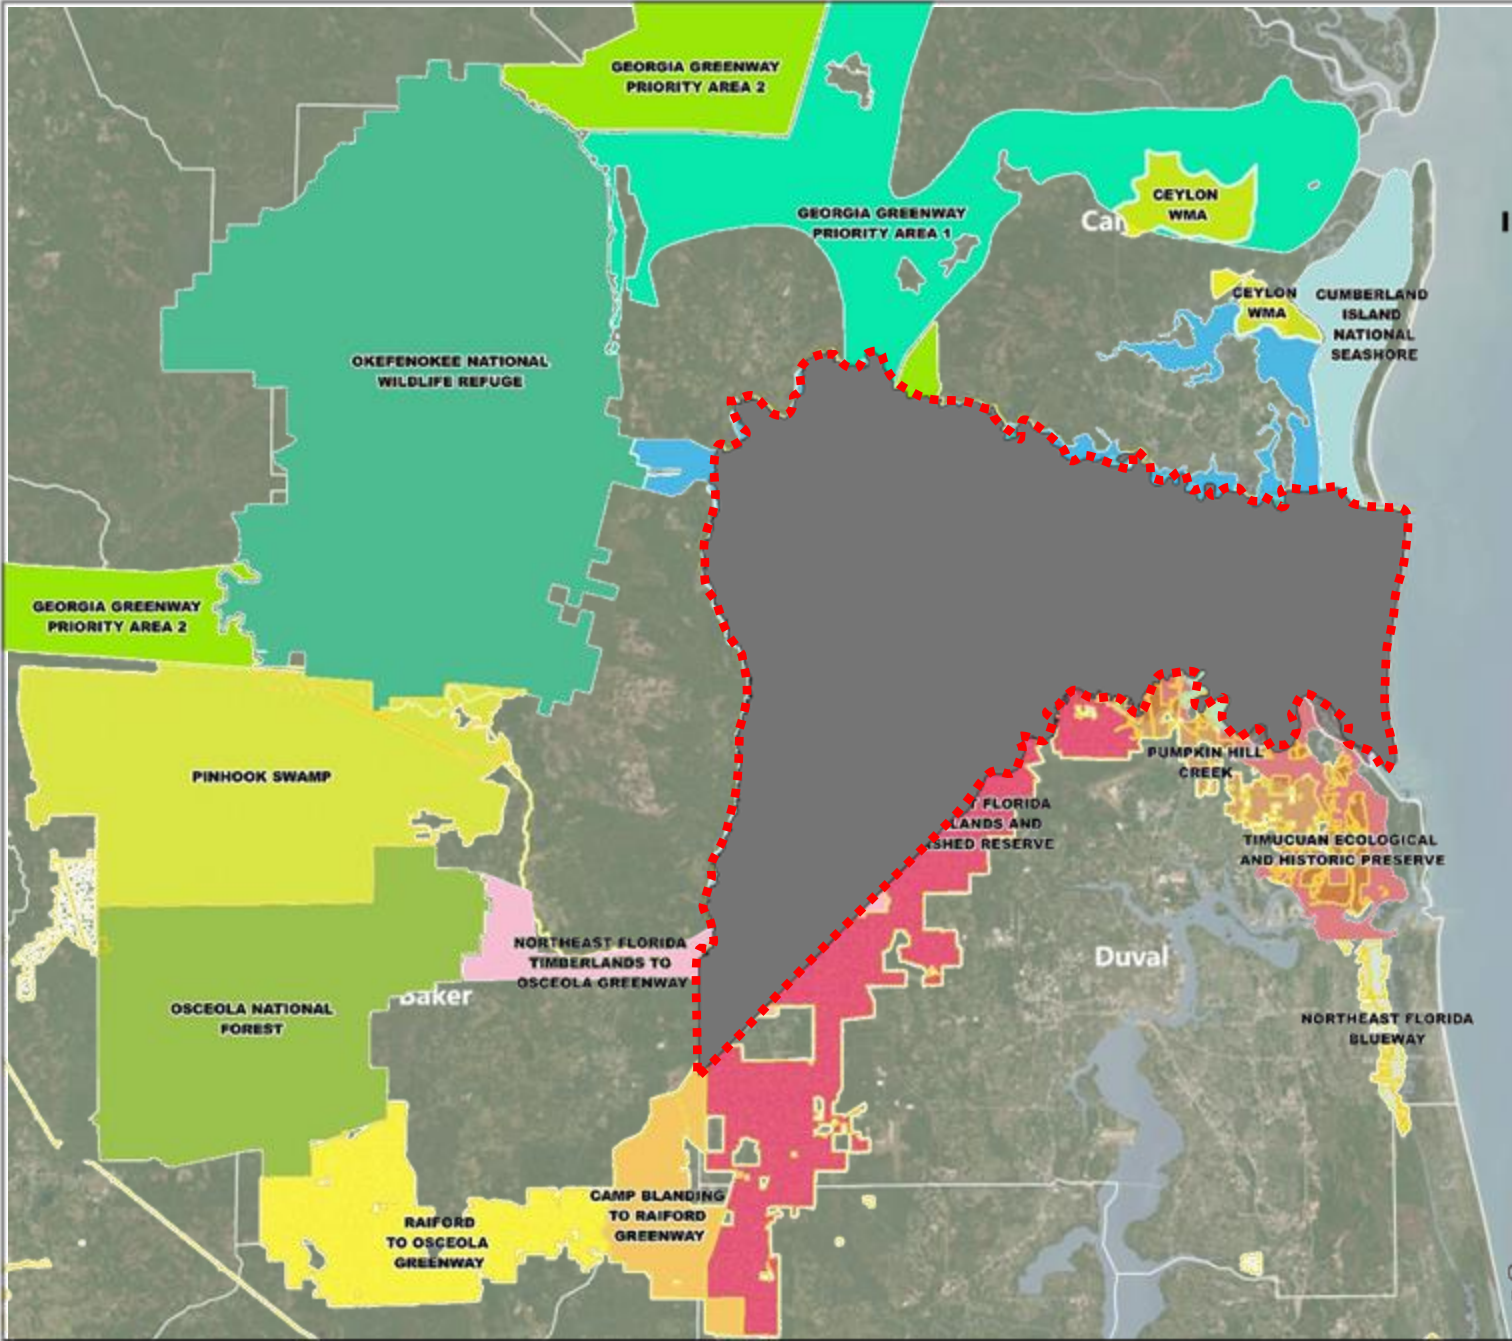 GEORGIA GREENWAY
PRIORITY AREA 2
CEYLON
WMA
GEORGIA GREENWAY
PRIORITY AREA 1
CEYLON
WMA
CUMBERLAND
ISLAND
NATIONAL
SEASHORE
OKEFENOKEE NATIONAL
WILDLIFE REFUGE
GEORGIA GREENWAY
PRIORITY AREA 2
PINHOOK SWAMP
PUMPKIN HILL
CREEK
FLORIDA
LANDS AND
SHED RESERVE
TIMUCUAN ECOLOGICAL
AND HISTORIC PRESERVE
NORTHEAST FLORIDA
TIMBERLANDS TO
OSCEOLA GREENWAY
Duval
Baker
OSCEOLA NATIONAL
FOREST
NORTHEAST FLORIDA
BLUEWAY
CAMP BLANDING
TO RAIFORD
GREENWAY
RAIFORD
TO OSCEOLA
GREENWAY